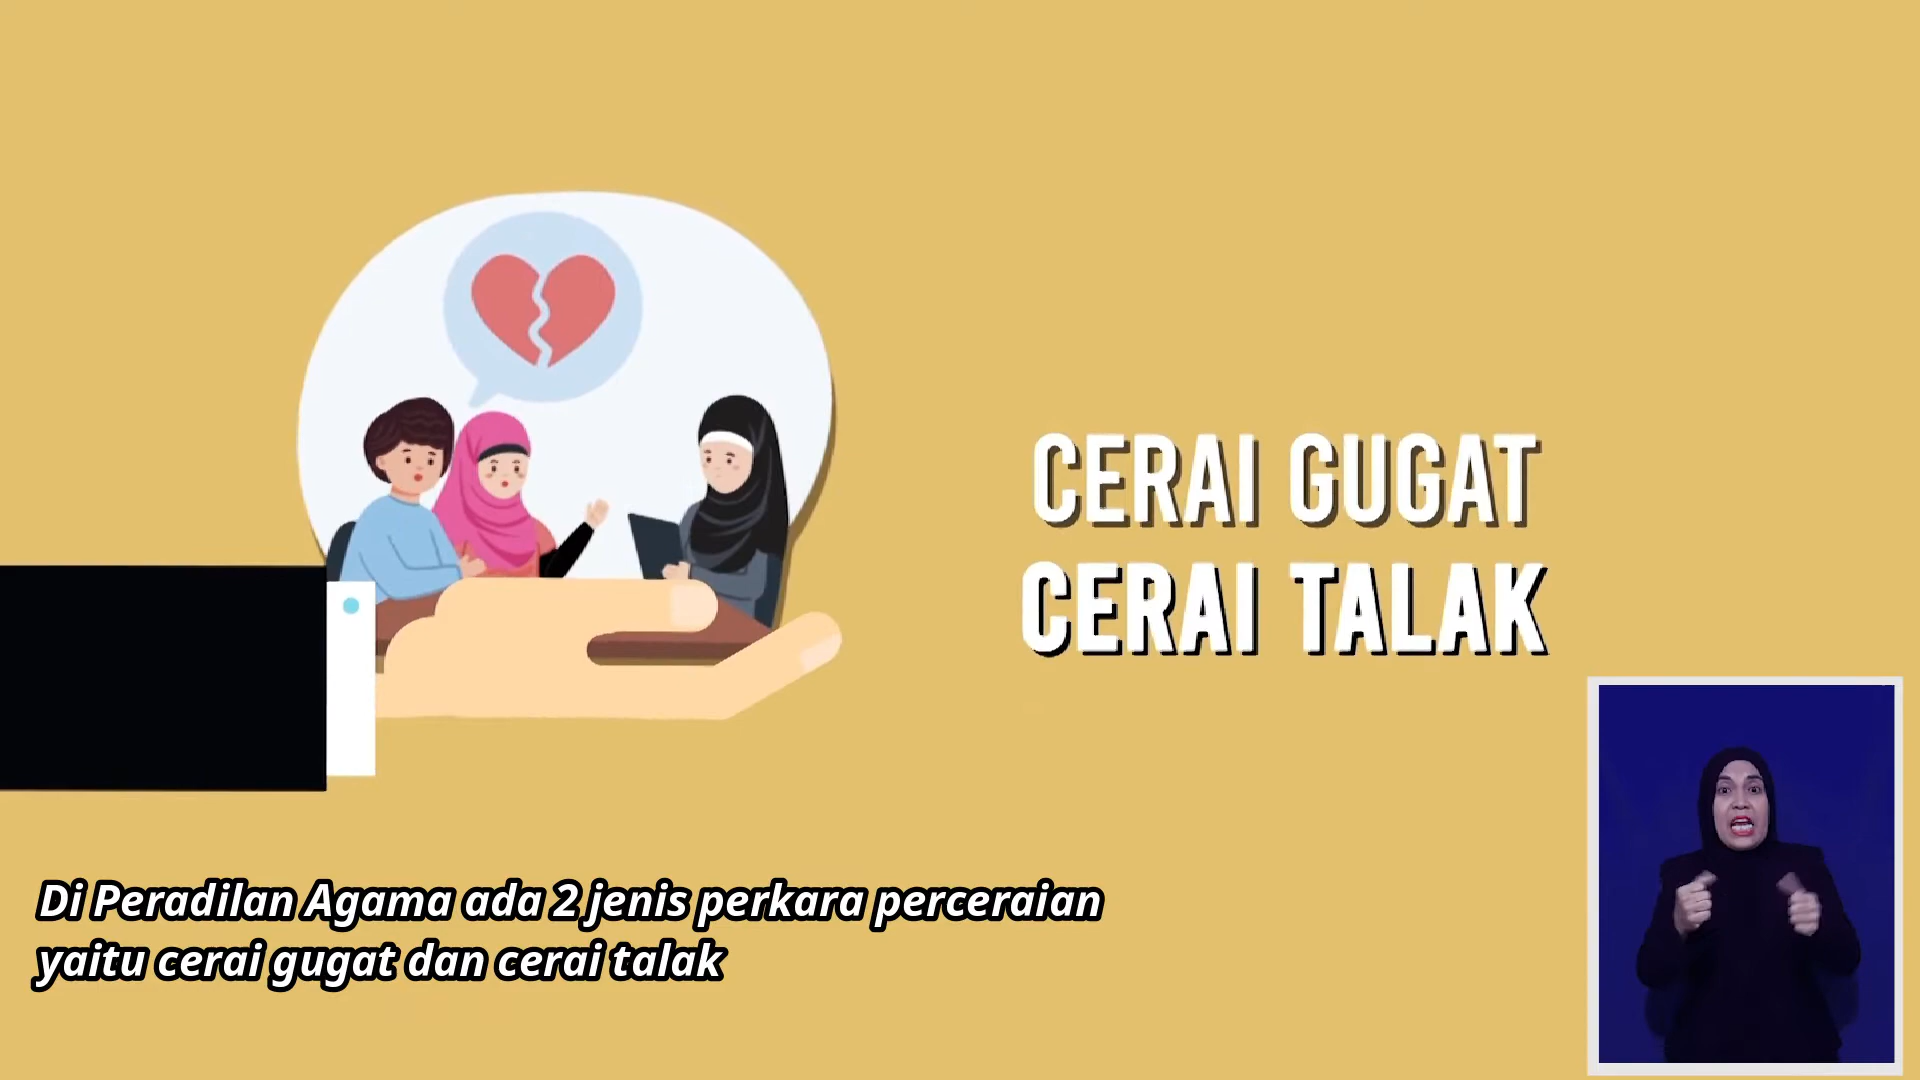 CERAI GUGAT
CERAI TALAK
Di Peradilan Agama ada 2 jenis perkara perceraian
yaitu cerai gugat dan cerai talak